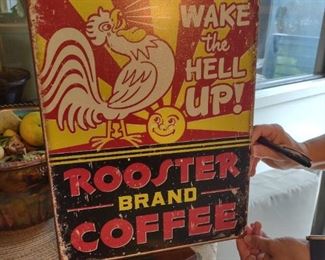 WAKE
the
HELL
UP!
ROOSTER
BRAND
COFFEE